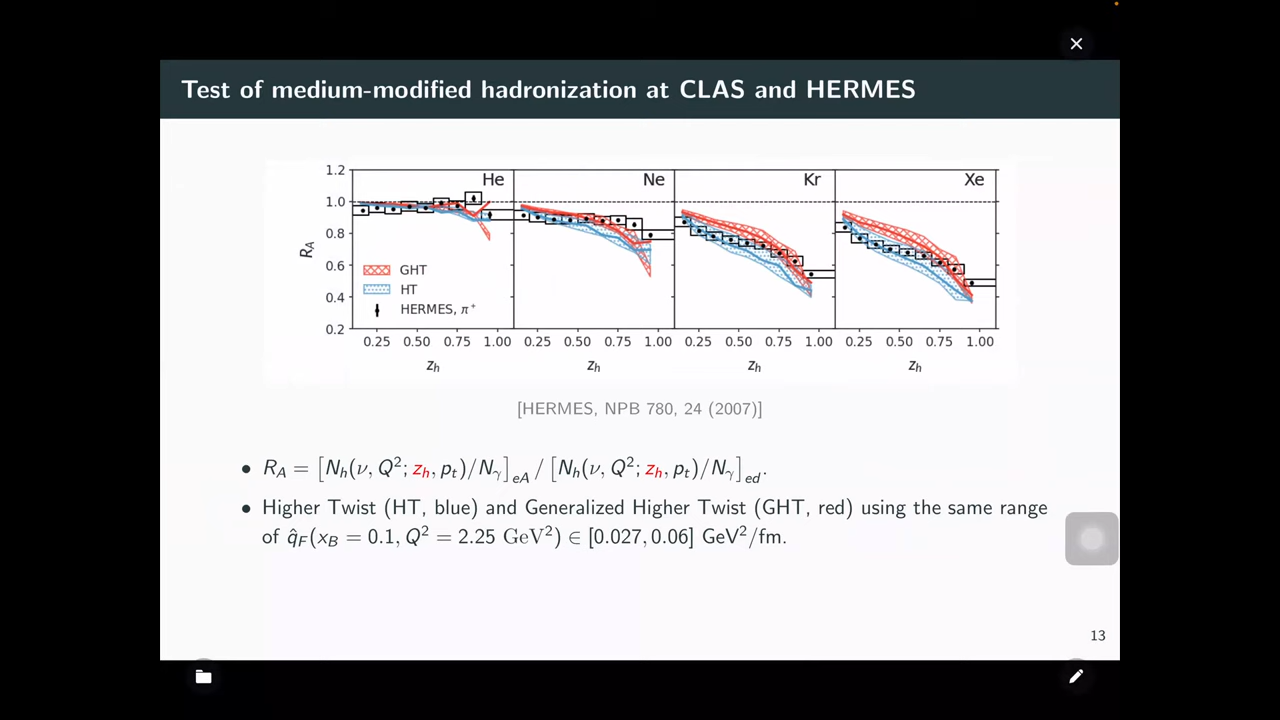 Test of medium-modified hadronization at CLAS and HERMES
1.2
1.0
0.8
0.6
0.4
0.2
R_A
He Ne Kr Xe
GHT
HT
HERMES, π⁺
0.25 0.50 0.75 1.00 0.25 0.50 0.75 1.00 0.25 0.50 0.75 1.00 0.25 0.50 0.75 1.00
z_h z_h z_h z_h
[HERMES, NPB 780, 24 (2007)]
• R_A = [N_h(ν, Q²; z_h, p_t)/N_γ]_eA / [N_h(ν, Q²; z_h, p_t)/N_γ]_ed.
• Higher Twist (HT, blue) and Generalized Higher Twist (GHT, red) using the same range
of q̂_F(x_B = 0.1, Q² = 2.25 GeV²) ∈ [0.027, 0.06] GeV²/fm.
13